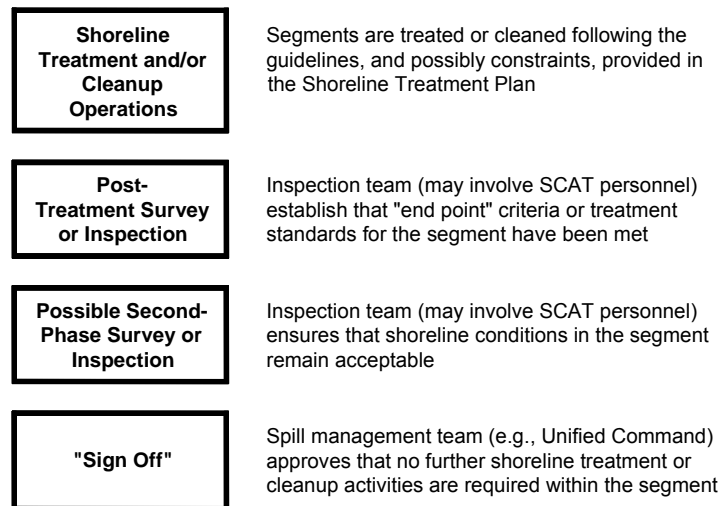 Shoreline
Treatment and/or
Cleanup
Operations
Segments are treated or cleaned following the
guidelines, and possibly constraints, provided in
the Shoreline Treatment Plan
Post-
Treatment Survey
or Inspection
Inspection team (may involve SCAT personnel)
establish that "end point" criteria or treatment
standards for the segment have been met
Possible Second-
Phase Survey or
Inspection
Inspection team (may involve SCAT personnel)
ensures that shoreline conditions in the segment
remain acceptable
"Sign Off"
Spill management team (e.g., Unified Command)
approves that no further shoreline treatment or
cleanup activities are required within the segment